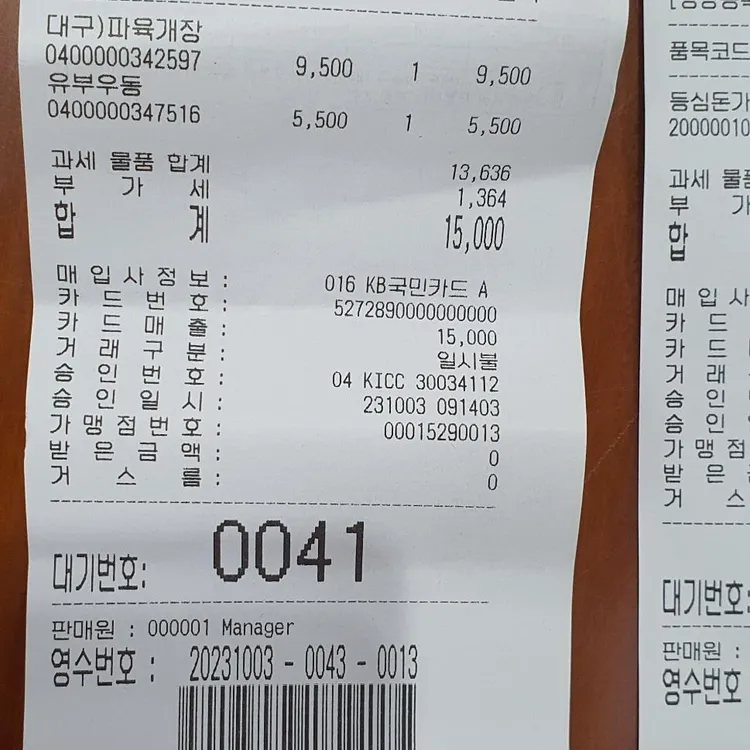 대구)파육개장
0400000342597 9,500 1 9,500
유부우동
0400000347516 5,500 1 5,500
과세 물품 합계 13,636
부 가 세 1,364
합 계 15,000
매 입 사 정 보 : 016 KB국민카드 A
카 드 번 호 : 5272890000000000
카 드 매 출 : 15,000
거 래 구 분 : 일시불
승 인 번 호 : 04 KICC 30034112
승 인 일 시 : 231003 091403
가 맹 점 번 호 : 00015290013
받 은 금 액 : 0
거 스 름 : 0
대기번호: 0041
판매원 : 000001 Manager
영수번호 : 20231003 - 0043 - 0013
품목코드
등심돈가
20000010
과세 물품
부 가
합
매 입 사
카 드
카 드
거 래
승 인
승 인
가 맹 점
받 은
거 스
대기번호:
판매원 :
영수번호